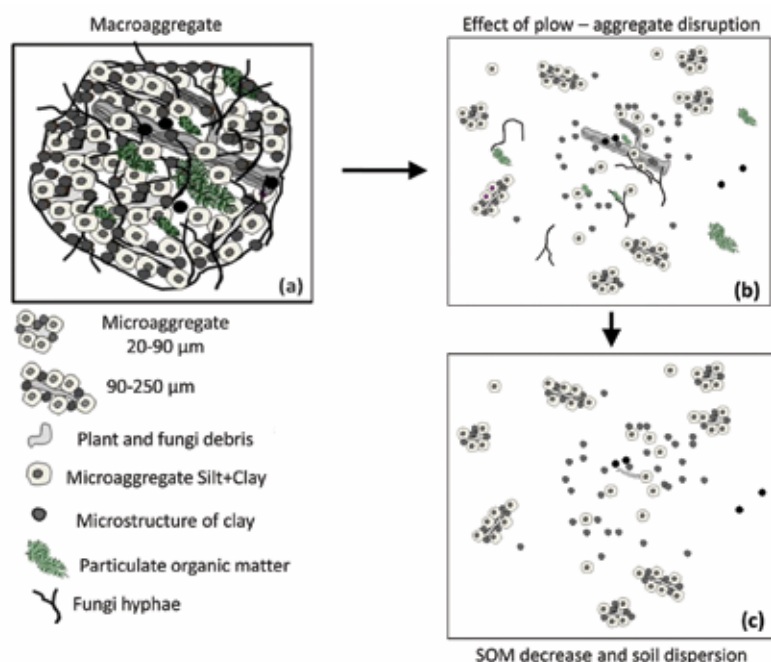 Macroaggregate
Effect of plow – aggregate disruption
(a)
(b)
Microaggregate
20-90 µm
90-250 µm
Plant and fungi debris
Microaggregate Silt+Clay
Microstructure of clay
Particulate organic matter
Fungi hyphae
(c)
SOM decrease and soil dispersion